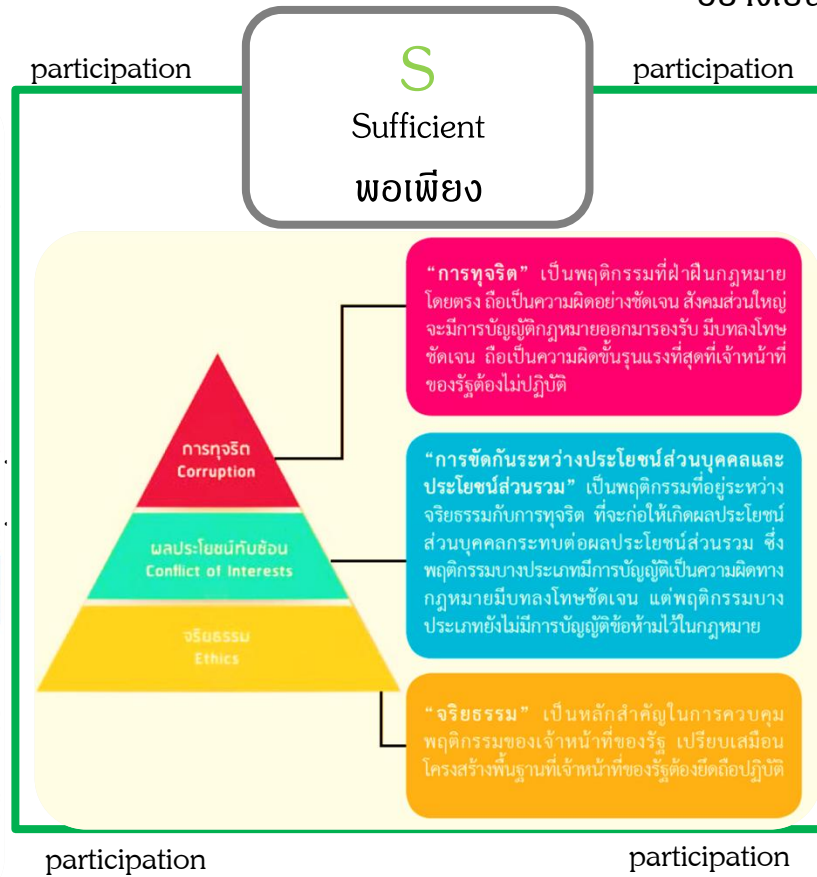 participation
participation
S
Sufficient
พอเพียง
“การทุจริต” เป็นพฤติกรรมที่ฝ่าฝืนกฎหมาย
โดยตรง ถือเป็นความผิดอย่างชัดเจน สังคมส่วนใหญ่
จะมีการบัญญัติกฎหมายออกมารองรับ มีบทลงโทษ
ชัดเจน ถือเป็นความผิดขั้นรุนแรงที่สุดที่เจ้าหน้าที่
ของรัฐต้องไม่ปฏิบัติ
การทุจริต
Corruption
“การขัดกันระหว่างประโยชน์ส่วนบุคคลและ
ประโยชน์ส่วนรวม” เป็นพฤติกรรมที่อยู่ระหว่าง
จริยธรรมกับการทุจริต ที่จะก่อให้เกิดผลประโยชน์
ส่วนบุคคลกระทบต่อผลประโยชน์ส่วนรวม ซึ่ง
พฤติกรรมบางประเภทมีการบัญญัติเป็นความผิดทาง
กฎหมายมีบทลงโทษชัดเจน แต่พฤติกรรมบาง
ประเภทยังไม่มีการบัญญัติข้อห้ามไว้ในกฎหมาย
ผลประโยชน์ทับซ้อน
Conflict of Interests
จริยธรรม
Ethics
“จริยธรรม” เป็นหลักสำคัญในการควบคุม
พฤติกรรมของเจ้าหน้าที่ของรัฐ เปรียบเสมือน
โครงสร้างพื้นฐานที่เจ้าหน้าที่ของรัฐต้องยึดถือปฏิบัติ
participation
participation